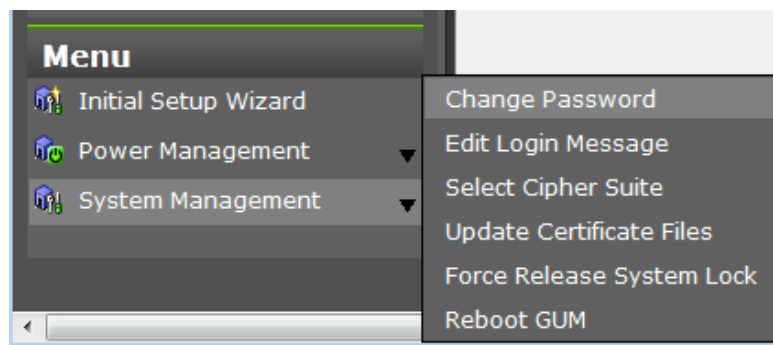 Menu
Initial Setup Wizard
Power Management
System Management
Change Password
Edit Login Message
Select Cipher Suite
Update Certificate Files
Force Release System Lock
Reboot GUM